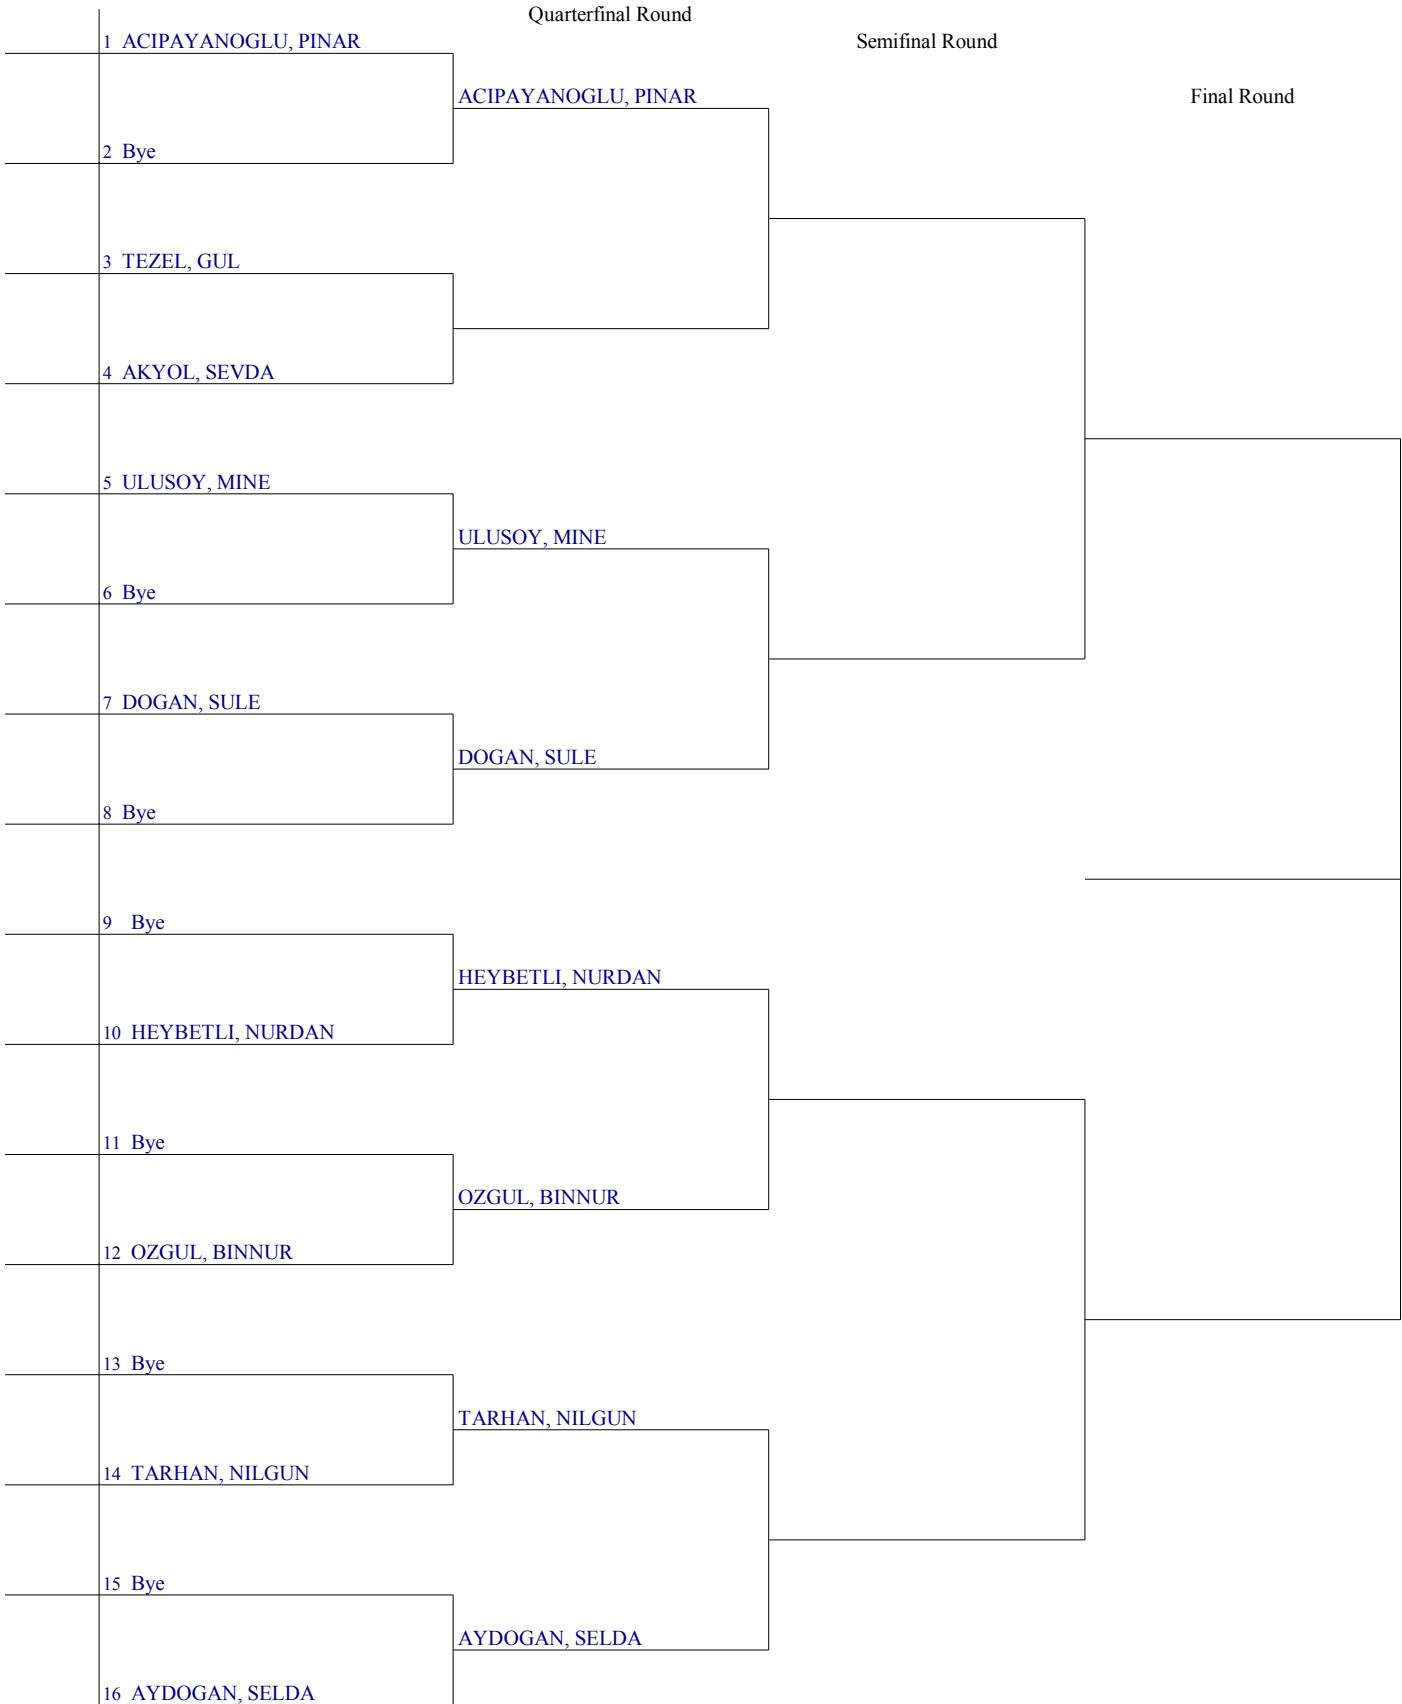 Quarterfinal Round
1 ACIPAYANOGLU, PINAR
Semifinal Round
ACIPAYANOGLU, PINAR
Final Round
2 Bye
3 TEZEL, GUL
4 AKYOL, SEVDA
5 ULUSOY, MINE
ULUSOY, MINE
6 Bye
7 DOGAN, SULE
DOGAN, SULE
8 Bye
9 Bye
HEYBETLI, NURDAN
10 HEYBETLI, NURDAN
11 Bye
OZGUL, BINNUR
12 OZGUL, BINNUR
13 Bye
TARHAN, NILGUN
14 TARHAN, NILGUN
15 Bye
AYDOGAN, SELDA
16 AYDOGAN, SELDA